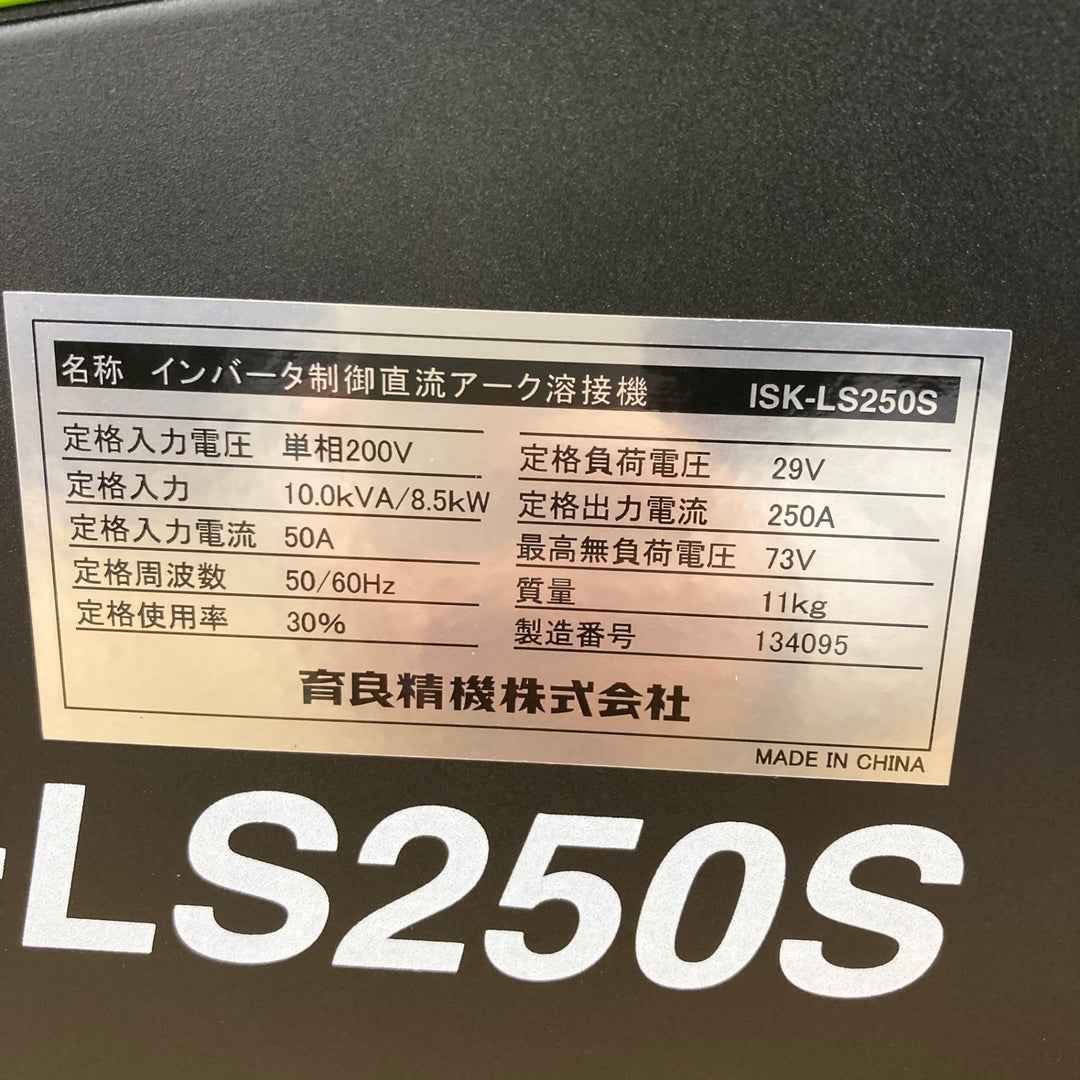 名称 インバータ制御直流アーク溶接機 ISK-LS250S
定格入力電圧 単相200V
定格入力 10.0kVA/8.5kW
定格入力電流 50A
定格周波数 50/60Hz
定格使用率 30%
定格負荷電圧 29V
定格出力電流 250A
最高無負荷電圧 73V
質量 11kg
製造番号 134095
育良精機株式会社
MADE IN CHINA
-LS250S